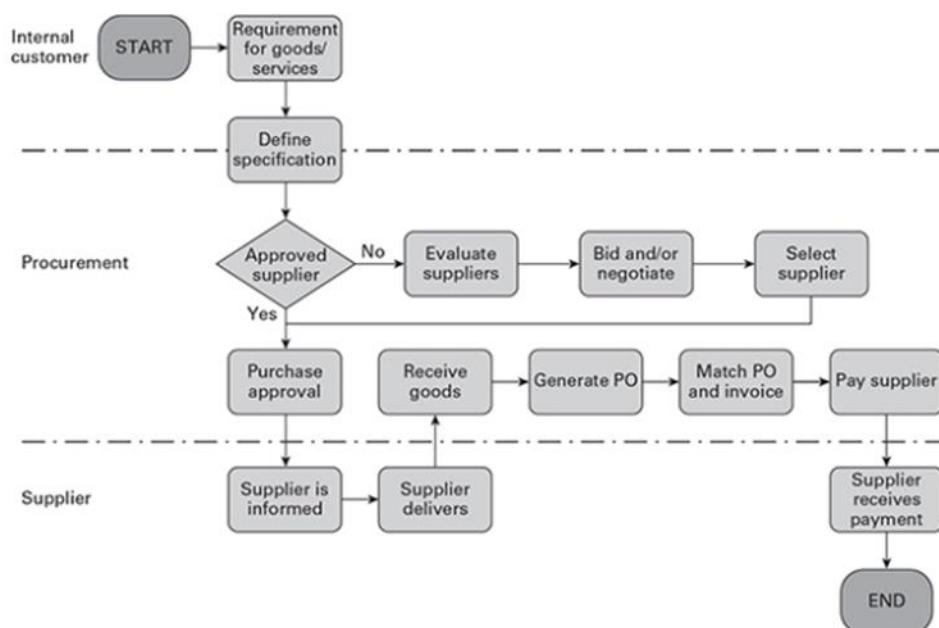 Internal
customer
START
Requirement
for goods/
services
Define
specification
Procurement
Approved
supplier
No
Evaluate
suppliers
Bid and/or
negotiate
Select
supplier
Yes
Purchase
approval
Receive
goods
Generate PO
Match PO
and invoice
Pay supplier
Supplier
Supplier is
informed
Supplier
delivers
Supplier
receives
payment
END